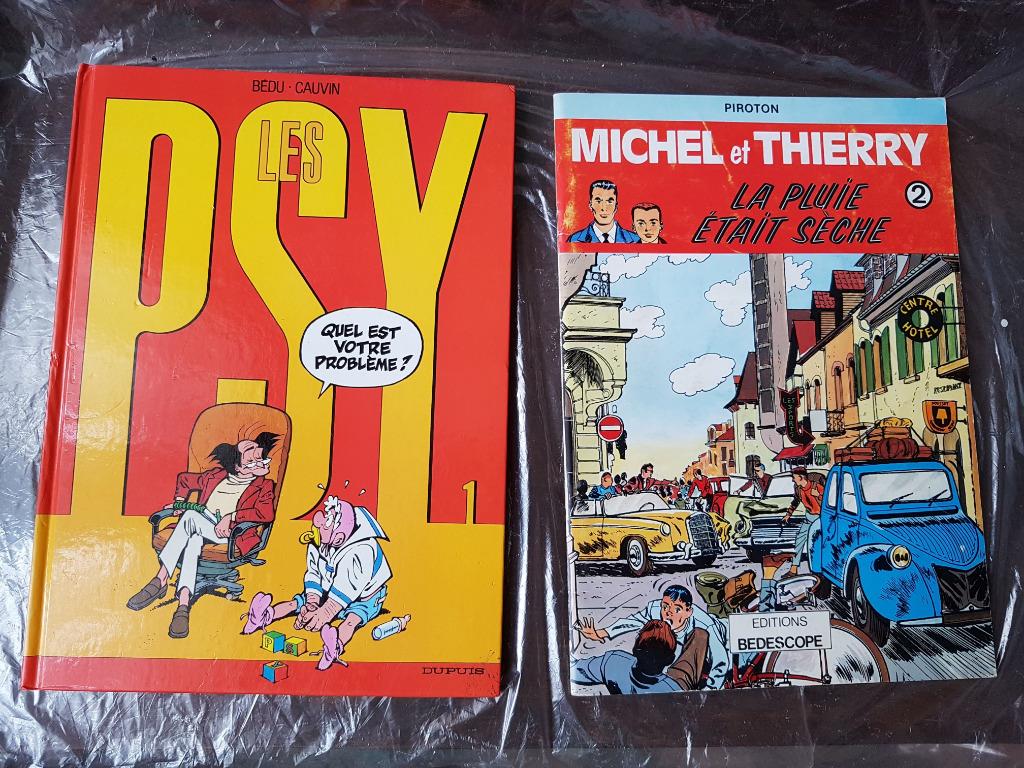 BÉDU - CAUVIN
LES
PSY
QUEL EST
VOTRE
PROBLÈME ?
1
P S Y
DUPUIS
PIROTON
MICHEL et THIERRY
LA PLUIE
ÉTAIT SÈCHE
2
CENTRE
HOTEL
EDITIONS
BEDESCOPE